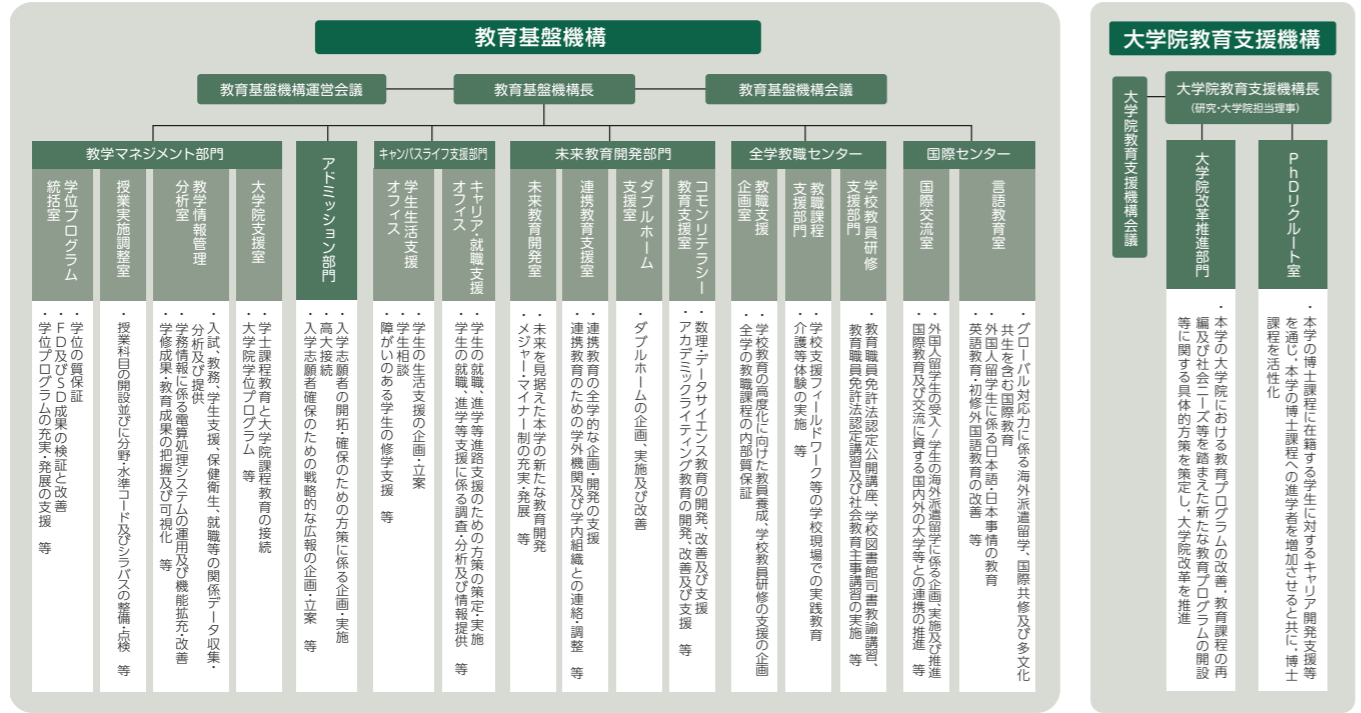 教育基盤機構
教育基盤機構運営会議
教育基盤機構長
教育基盤機構会議
教学マネジメント部門
学位プログラム
統括室
・学位の質保証
・FD及びSD成果の検証と改善
・学位プログラムの充実・発展の支援 等
授業実施調整室
・授業科目の開設並びに分野・水準コード及びシラバスの整備・点検 等
教学情報管理
分析室
・入試、教務、学生支援、保健衛生、就職等の関係データ収集・
分析及び提供
・学務情報に係る電算処理システムの運用及び機能拡充・改善
・学修成果・教育成果の把握及び可視化 等
大学院支援室
・学士課程教育と大学院課程教育の接続
・大学院学位プログラム 等
アドミッション部門
・入学志願者の開拓・確保のための方策に係る企画・実施
・高大接続
・入学志願者確保のための戦略的な広報の企画・立案 等
キャンパスライフ支援部門
学生生活支援
オフィス
・学生の生活支援の企画・立案
・学生相談
・障がいのある学生の修学支援 等
キャリア・就職支援
オフィス
・学生の就職、進学等進路支援のための方策の策定・実施
・学生の就職、進学等支援に係る調査・分析及び情報提供 等
未来教育開発部門
未来教育開発室
・未来を見据えた本学の新たな教育開発
・メジャー・マイナー制の充実・発展 等
連携教育支援室
・連携教育の全学的な企画・開発の支援
・連携教育のための学外機関及び学内組織との連絡・調整 等
ダブルホーム
支援室
・ダブルホームの企画、実施及び改善
コモンリテラシー
教育支援室
・数理・データサイエンス教育の開発、改善及び支援
・アカデミックライティング教育の開発、改善及び支援 等
全学教職センター
教職支援
企画室
・学校教育の高度化に向けた教員養成、学校教員研修の支援の企画
・全学の教職課程の内部質保証
教職課程
支援部門
・学校支援フィールドワーク等の学校現場での実践教育
・介護等体験の実施 等
学校教員研修
支援部門
・教育職員免許法認定公開講座、学校図書館司書教諭講習、
教育職員免許法認定講習及び社会教育主事講習の実施 等
国際センター
国際交流室
・外国人留学生の受入/学生の海外派遣留学に係る企画、実施及び推進
・国際教育及び交流に資する国内外の大学等との連携の推進 等
言語教育室
・グローバル対応力に係る海外派遣留学、国際共修及び多文化
共生を含む国際教育
・外国人留学生に係る日本語・日本事情の教育
・英語教育・初修外国語教育の改善 等
大学院教育支援機構
大学院教育支援機構会議
大学院教育支援機構長
(研究・大学院担当理事)
大学院改革推進部門
・本学の大学院における教育プログラムの改善、教育課程の再
編及び社会ニーズ等を踏まえた新たな教育プログラムの開設
等に関する具体的方策を策定し、大学院改革を推進
PhDリクルート室
・本学の博士課程に在籍する学生に対するキャリア開発支援等
を通じ、本学の博士課程への進学者を増加させると共に、博士
課程を活性化